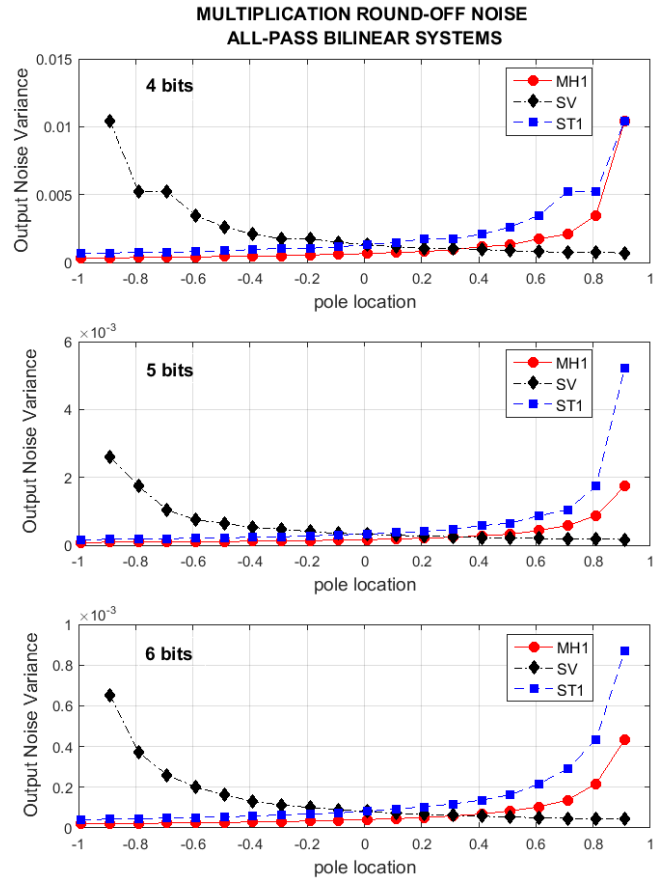 MULTIPLICATION ROUND-OFF NOISE
ALL-PASS BILINEAR SYSTEMS
0.015
0.01
0.005
0
Output Noise Variance
4 bits
MH1
SV
ST1
-1 -0.8 -0.6 -0.4 -0.2 0 0.2 0.4 0.6 0.8 1
pole location
×10-3
6
4
2
0
Output Noise Variance
5 bits
MH1
SV
ST1
-1 -0.8 -0.6 -0.4 -0.2 0 0.2 0.4 0.6 0.8 1
pole location
×10-3
1
0.8
0.6
0.4
0.2
0
Output Noise Variance
6 bits
MH1
SV
ST1
-1 -0.8 -0.6 -0.4 -0.2 0 0.2 0.4 0.6 0.8 1
pole location